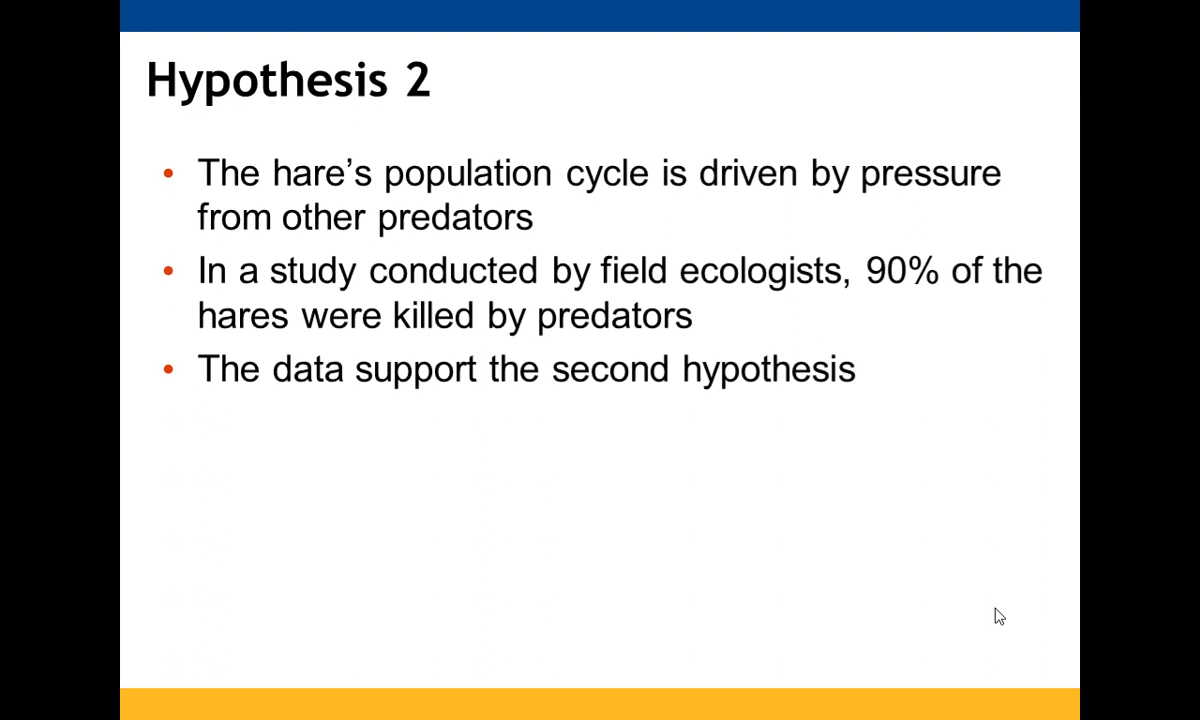 Hypothesis 2
• The hare’s population cycle is driven by pressure
from other predators
• In a study conducted by field ecologists, 90% of the
hares were killed by predators
• The data support the second hypothesis